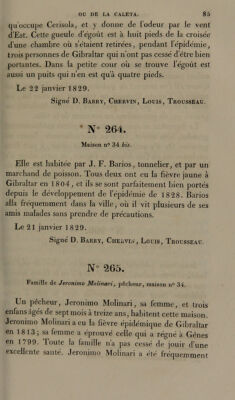 OU DE LA CALETA. 85
qu'occupe Cerisola, et y donne de l'odeur par le vent
d'Est. Cette gueule d'égout est à huit pieds de la croisée
d'une chambre où s'étaient retirées, pendant l'épidémie,
trois personnes de Gibraltar qui n'ont pas cessé d'être bien
portantes. Dans la petite cour où se trouve l'égout est
aussi un puits qui n'en est qu'à quatre pieds.
Le 22 janvier 1829.
Signé D. BARRY, CHERVIN, LOUIS, TROUSSEAU.
N° 264.
Maison n° 34 bis.
Elle est habitée par J. F. Barios, tonnelier, et par un
marchand de poisson. Tous deux ont eu la fièvre jaune à
Gibraltar en 1804, et ils se sont parfaitement bien portés
depuis le développement de l'épidémie de 1828. Barios
alla fréquemment dans la ville, où il vit plusieurs de ses
amis malades sans prendre de précautions.
Le 21 janvier 1829.
Signé D. BARRY, CHERVIN, LOUIS, TROUSSEAU.
N° 265.
Famille de Jeronimo Molinari, pêcheur, maison n° 34.
Un pêcheur, Jeronimo Molinari, sa femme, et trois
enfans âgés de sept mois à treize ans, habitent cette maison.
Jeronimo Molinari a eu la fièvre épidémique de Gibraltar
en 1813; sa femme a éprouvé celle qui a régné à Gênes
en 1799. Toute la famille n'a pas cessé de jouir d'une
excellente santé. Jeronimo Molinari a été fréquemment